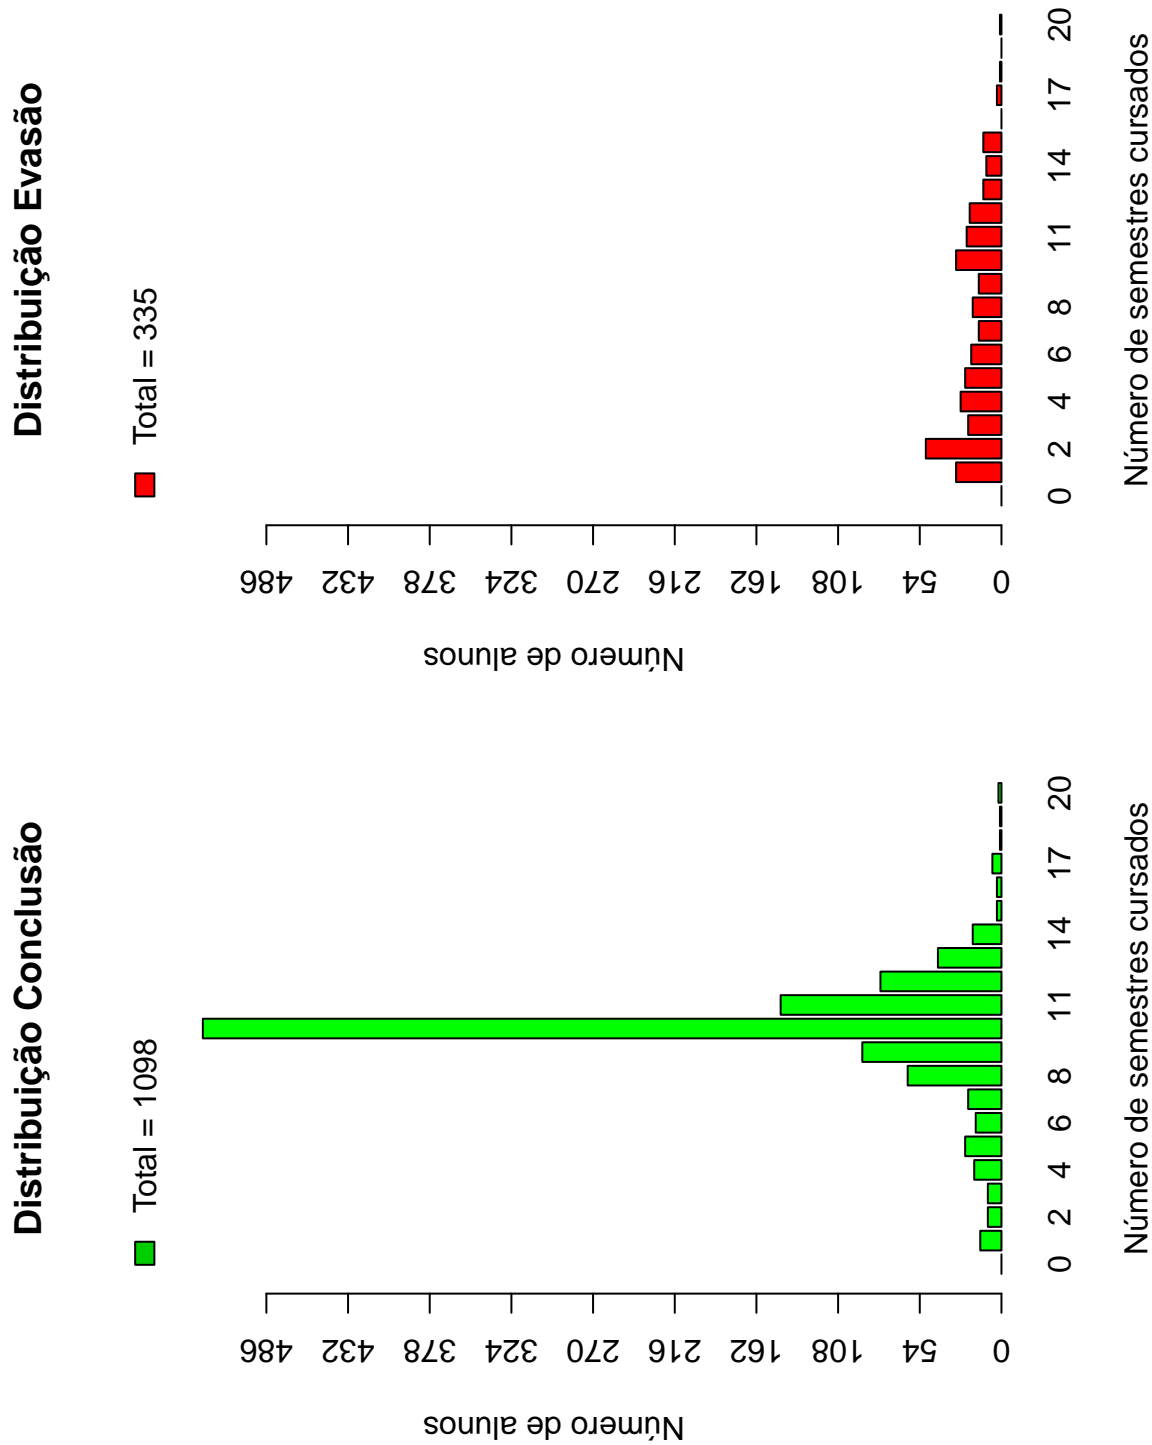 Distribuição Conclusão
Total = 1098
Número de alunos
0 54 108 162 216 270 324 378 432 486
0 2 4 6 8 11 14 17 20
Número de semestres cursados
Distribuição Evasão
Total = 335
Número de alunos
0 54 108 162 216 270 324 378 432 486
0 2 4 6 8 11 14 17 20
Número de semestres cursados